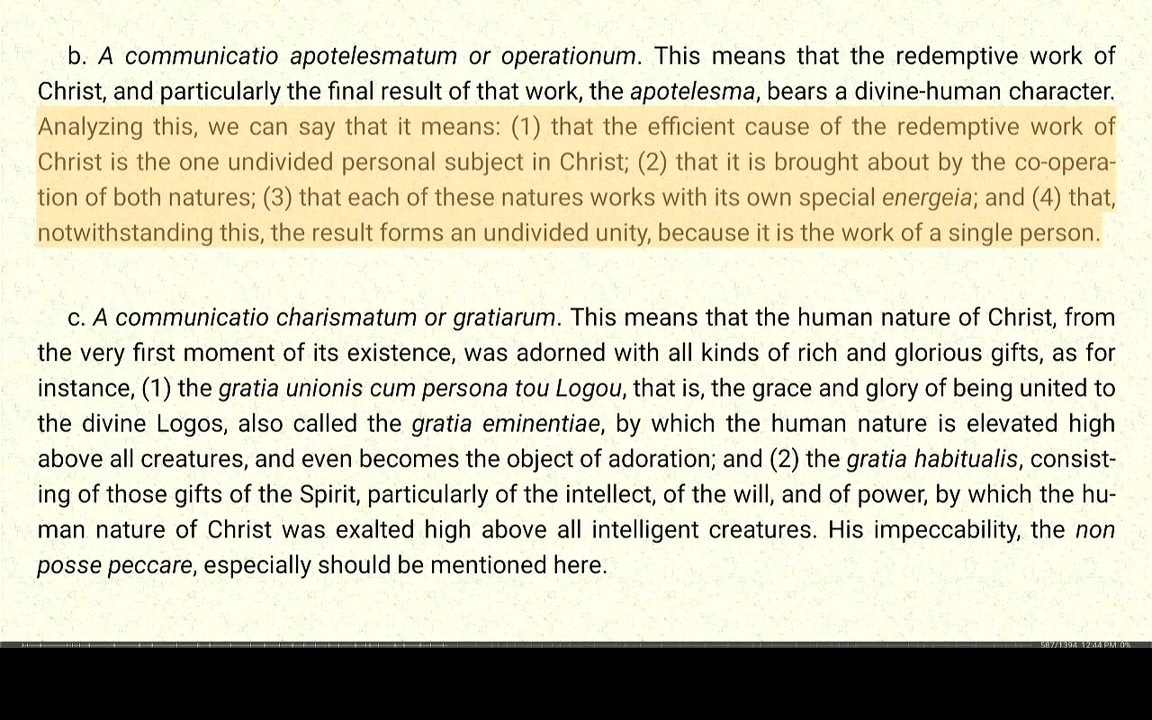 b. A communicatio apotelesmatum or operationum. This means that the redemptive work of
Christ, and particularly the final result of that work, the apotelesma, bears a divine-human character.
Analyzing this, we can say that it means: (1) that the efficient cause of the redemptive work of
Christ is the one undivided personal subject in Christ; (2) that it is brought about by the co-opera-
tion of both natures; (3) that each of these natures works with its own special energeia; and (4) that,
notwithstanding this, the result forms an undivided unity, because it is the work of a single person.
c. A communicatio charismatum or gratiarum. This means that the human nature of Christ, from
the very first moment of its existence, was adorned with all kinds of rich and glorious gifts, as for
instance, (1) the gratia unionis cum persona tou Logou, that is, the grace and glory of being united to
the divine Logos, also called the gratia eminentiae, by which the human nature is elevated high
above all creatures, and even becomes the object of adoration; and (2) the gratia habitualis, consist-
ing of those gifts of the Spirit, particularly of the intellect, of the will, and of power, by which the hu-
man nature of Christ was exalted high above all intelligent creatures. His impeccability, the non
posse peccare, especially should be mentioned here.
587/1394 12:44 PM 0%